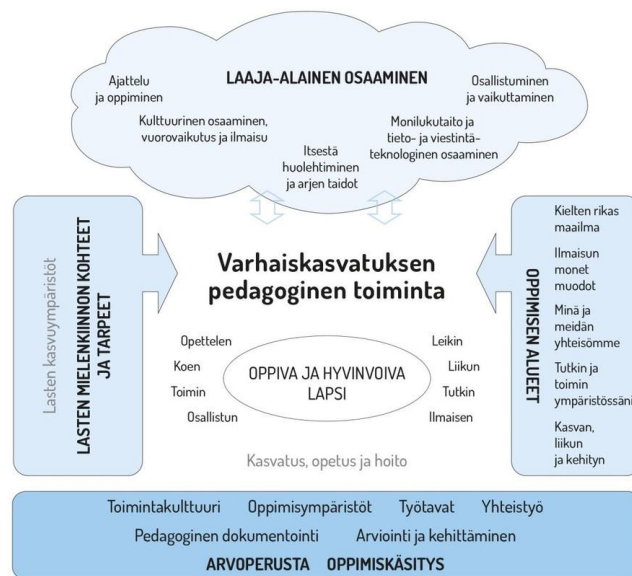 LAAJA-ALAINEN OSAAMINEN
Ajattelu
ja oppiminen
Kulttuurinen osaaminen,
vuorovaikutus ja ilmaisu
Itsestä
huolehtiminen
ja arjen taidot
Monilukutaito ja
tieto- ja viestintä-
teknologinen osaaminen
Osallistuminen
ja vaikuttaminen
Lasten kasvuympäristöt
LASTEN MIELENKIINNON KOHTEET
JA TARPEET
Varhaiskasvatuksen
pedagoginen toiminta
Opettelen
Koen
Toimin
Osallistun
OPPIVA JA HYVINVOIVA
LAPSI
Leikin
Liikun
Tutkin
Ilmaisen
Kasvatus, opetus ja hoito
OPPIMISEN ALUEET
Kielten rikas
maailma
Ilmaisun
monet
muodot
Minä ja
meidän
yhteisömme
Tutkin ja
toimin
ympäristössäni
Kasvan,
liikun
ja kehityn
Toimintakulttuuri Oppimisympäristöt Työtavat Yhteistyö
Pedagoginen dokumentointi Arviointi ja kehittäminen
ARVOPERUSTA OPPIMISKÄSITYS